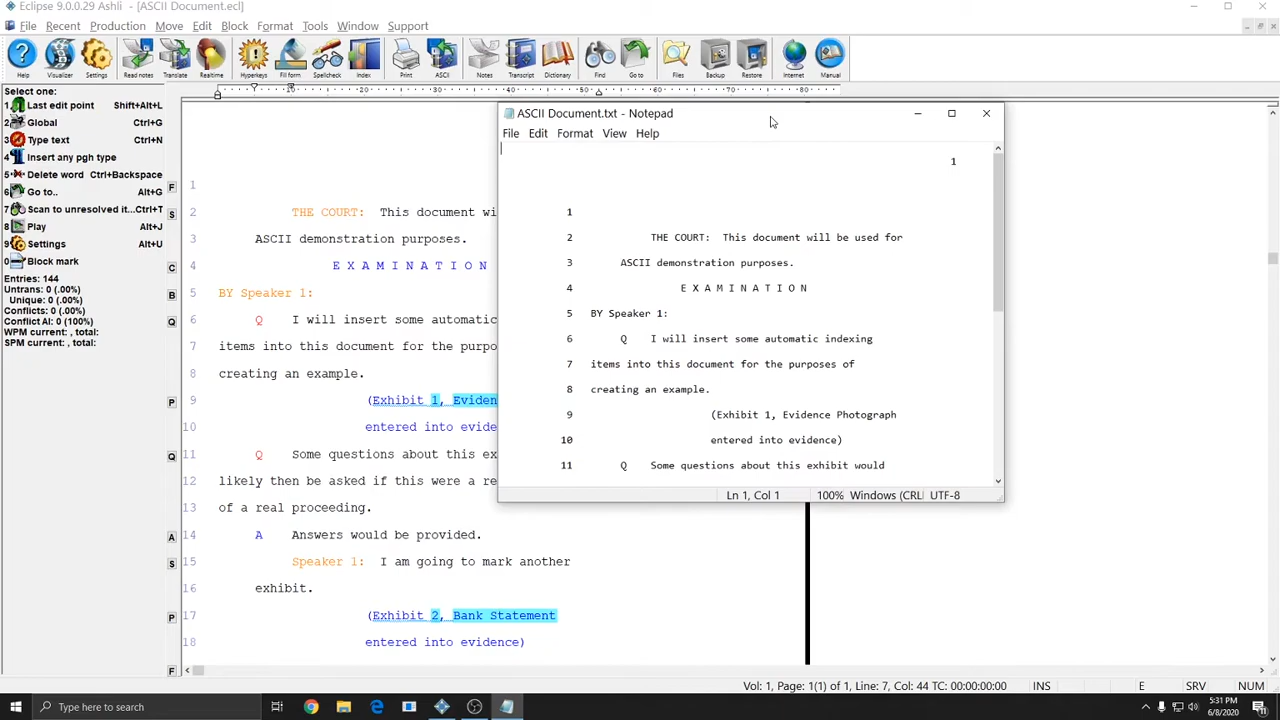 Eclipse 9.0.0.29 Ashli - [ASCII Document.ecl]
File Recent Production Move Edit Block Format Tools Window Support
Help Visualizer Settings Read notes Translate Realtime Hyperkeys Fill form Spellcheck Index Print ASCII Notes Transcript Dictionary Find Go to Files Backup Restore Internet Manual
Select one:
1 Last edit point Shift+Alt+L
2 Global Ctrl+G
3 Type text Ctrl+N
4 Insert any pgh type
5 Delete word Ctrl+Backspace
6 Go to.. Alt+G
7 Scan to unresolved it...Ctrl+T
8 Play Alt+J
9 Settings Alt+U
0 Block mark
Entries: 144
Untrans: 0 (.00%)
Unique: 0 (.00%)
Conflicts: 0 (.00%)
Conflict AI: 0 (100%)
WPM current: , total:
SPM current: , total:
10 20 30 40 50 60 70 80
F 1
S 2 THE COURT: This document wi
3 ASCII demonstration purposes.
C 4 E X A M I N A T I O N
B 5 BY Speaker 1:
Q 6 Q I will insert some automatic
7 items into this document for the purpo
8 creating an example.
P 9 (Exhibit 1, Eviden
10 entered into evide
Q 11 Q Some questions about this ex
12 likely then be asked if this were a re
13 of a real proceeding.
A 14 A Answers would be provided.
S 15 Speaker 1: I am going to mark another
16 exhibit.
P 17 (Exhibit 2, Bank Statement
18 entered into evidence)
F
ASCII Document.txt - Notepad
File Edit Format View Help
1
1
2 THE COURT: This document will be used for
3 ASCII demonstration purposes.
4 E X A M I N A T I O N
5 BY Speaker 1:
6 Q I will insert some automatic indexing
7 items into this document for the purposes of
8 creating an example.
9 (Exhibit 1, Evidence Photograph
10 entered into evidence)
11 Q Some questions about this exhibit would
Ln 1, Col 1 100% Windows (CRL UTF-8
Vol: 1, Page: 1(1) of 1, Line: 7, Col: 44 TC: 00:00:00:00 INS E SRV NUM
Type here to search
5:31 PM
6/8/2020
11